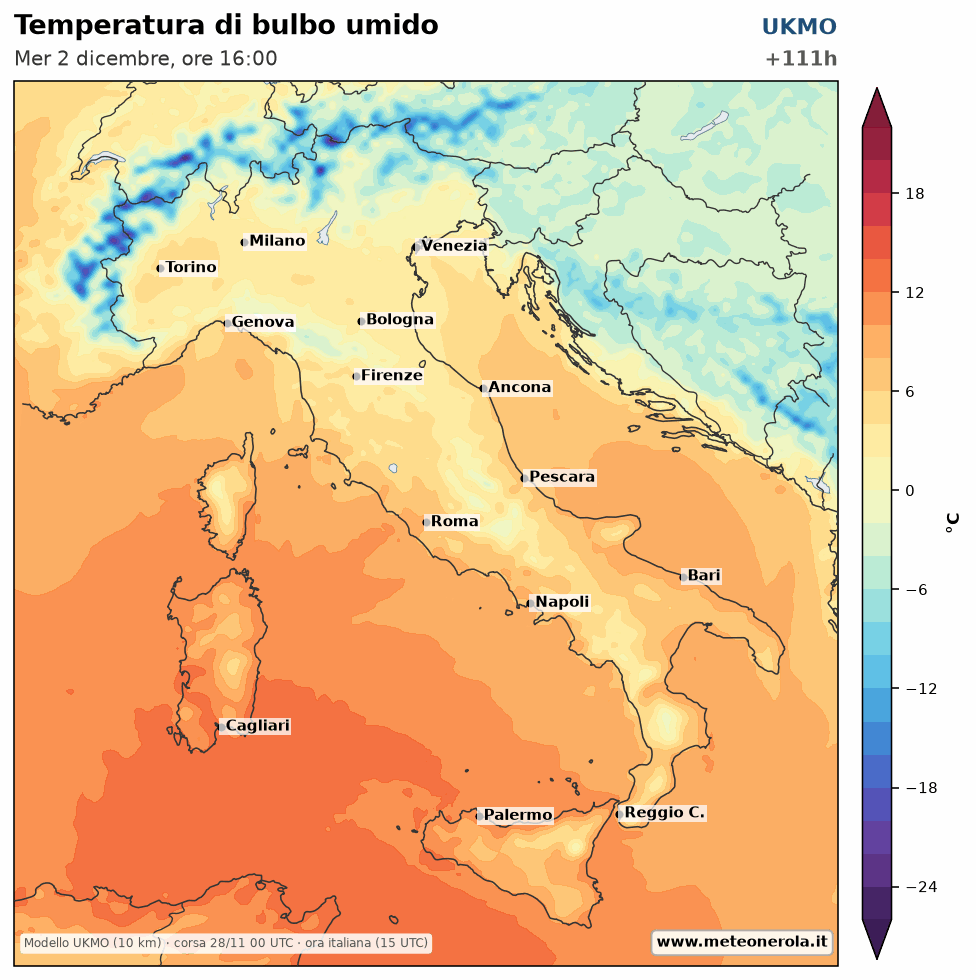 Temperatura di bulbo umido
UKMO
Mer 2 dicembre, ore 16:00
+111h
Milano
Venezia
Torino
Genova
Bologna
Firenze
Ancona
Pescara
Roma
Bari
Napoli
Cagliari
Palermo
Reggio C.
18
12
6
0
−6
−12
−18
−24
°C
Modello UKMO (10 km) · corsa 28/11 00 UTC · ora italiana (15 UTC)
www.meteonerola.it